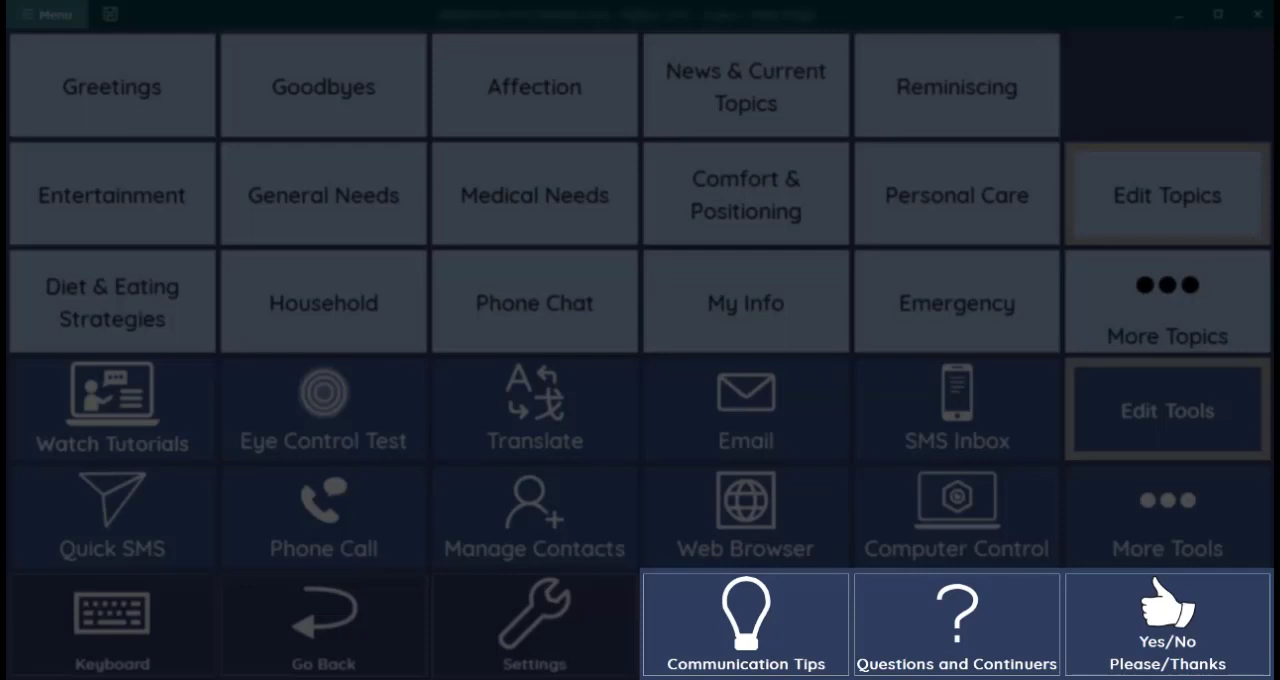 Menu
Greetings
Goodbyes
Affection
News & Current
Topics
Reminiscing
Entertainment
General Needs
Medical Needs
Comfort &
Positioning
Personal Care
Edit Topics
Diet & Eating
Strategies
Household
Phone Chat
My Info
Emergency
More Topics
Watch Tutorials
Eye Control Test
Translate
Email
SMS Inbox
Edit Tools
Quick SMS
Phone Call
Manage Contacts
Web Browser
Computer Control
More Tools
Keyboard
Go Back
Settings
Communication Tips
Questions and Continuers
Yes/No
Please/Thanks